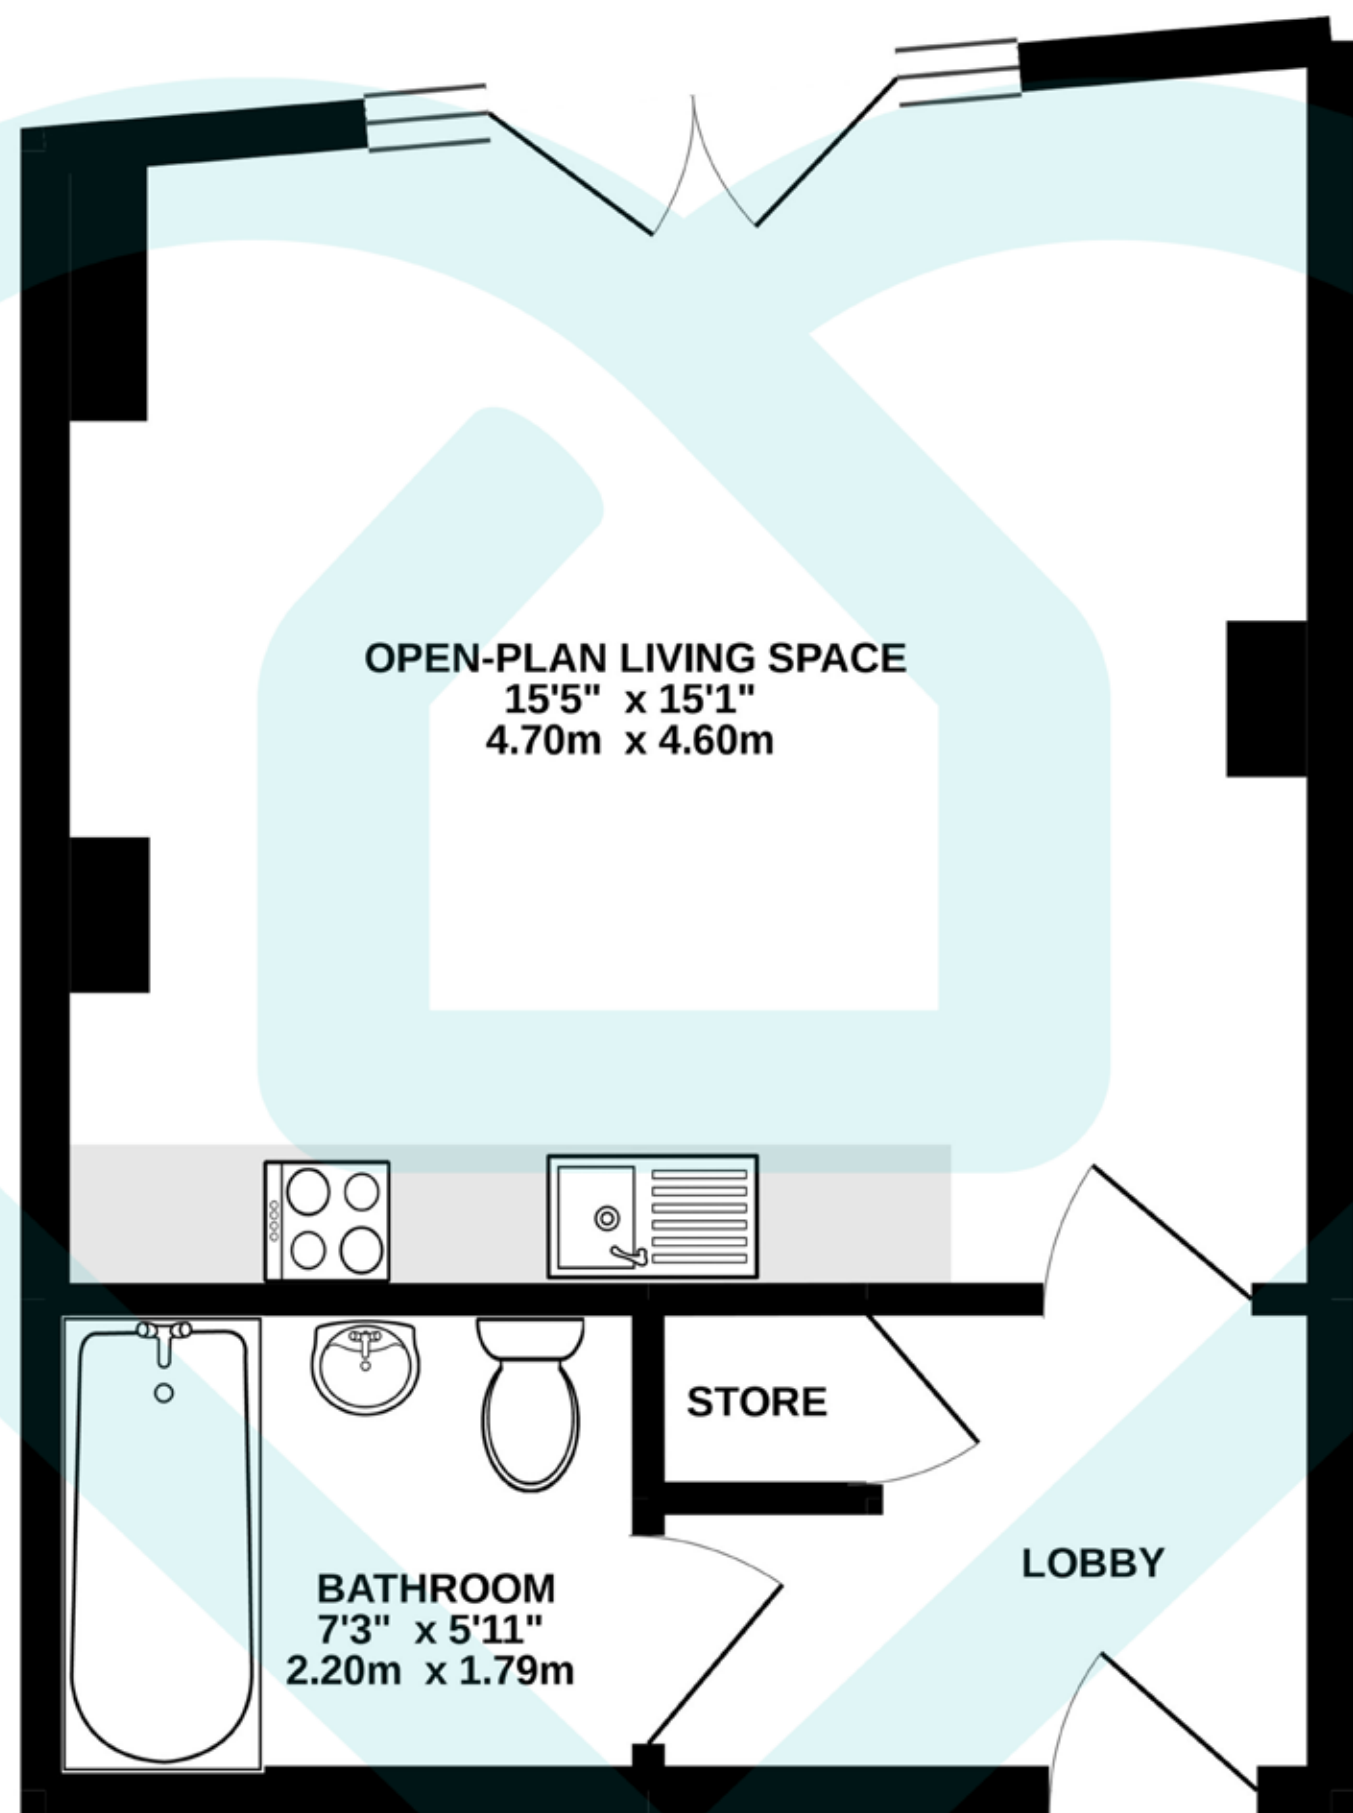 OPEN-PLAN LIVING SPACE
15'5" x 15'1"
4.70m x 4.60m
STORE
LOBBY
BATHROOM
7'3" x 5'11"
2.20m x 1.79m